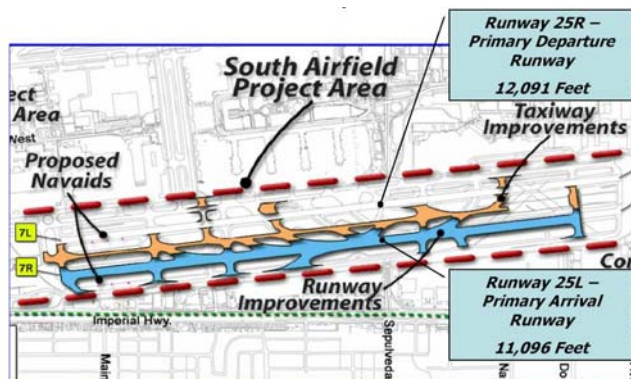 Runway 25R –
Primary Departure
Runway
12,091 Feet
South Airfield
Project Area
ect
Area
West
Taxiway
Improvements
Proposed
Navaids
7L
7R
Runway
Improvements
Con
Runway 25L –
Primary Arrival
Runway
11,096 Feet
Imperial Hwy.
Main
Sepulveda
Na
Do